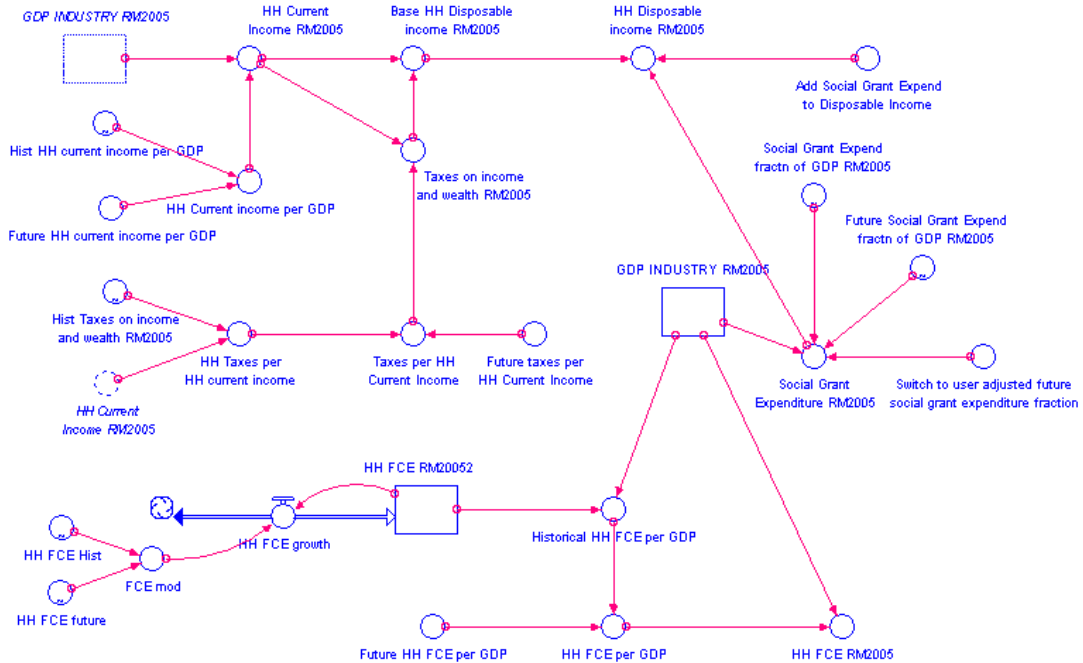 GDP INDUSTRY RM2005
HH Current
Income RM2005
Base HH Disposable
income RM2005
HH Disposable
income RM2005
Add Social Grant Expend
to Disposable Income
Hist HH current income per GDP
Taxes on income
and wealth RM2005
Social Grant Expend
fractn of GDP RM2005
HH Current income per GDP
Future HH current income per GDP
Future Social Grant Expend
fractn of GDP RM2005
GDP INDUSTRY RM2005
Hist Taxes on income
and wealth RM2005
HH Taxes per
HH current income
Taxes per HH
Current Income
Future taxes per
HH Current Income
Social Grant
Expenditure RM2005
Switch to user adjusted future
social grant expenditure fraction
HH Current
Income RM2005
HH FCE RM20052
HH FCE Hist
HH FCE growth
Historical HH FCE per GDP
FCE mod
HH FCE future
Future HH FCE per GDP
HH FCE per GDP
HH FCE RM2005